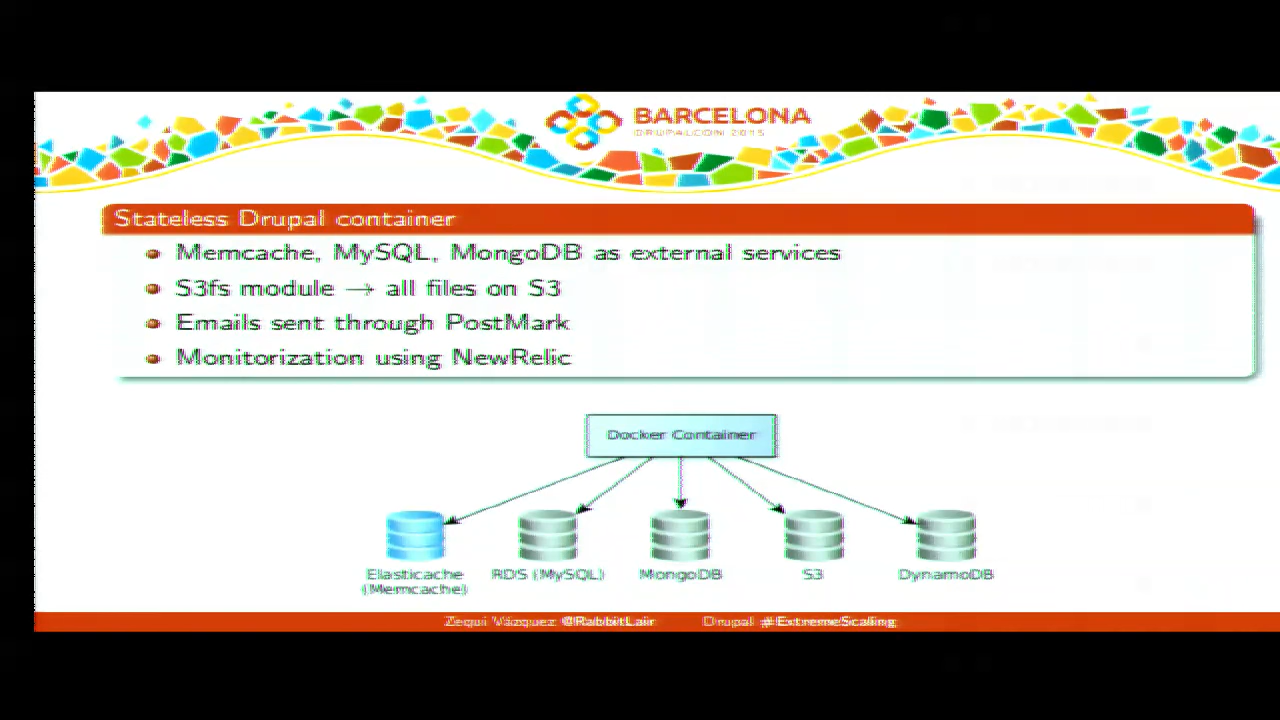 BARCELONA
DRUPALCON 2015
Stateless Drupal container
Memcache, MySQL, MongoDB as external services
S3fs module → all files on S3
Emails sent through PostMark
Monitorization using NewRelic
Docker Container
Elasticache
(Memcache)
RDS (MySQL)
MongoDB
S3
DynamoDB
Zequi Vázquez @RabbitLair
Drupal #ExtremeScaling